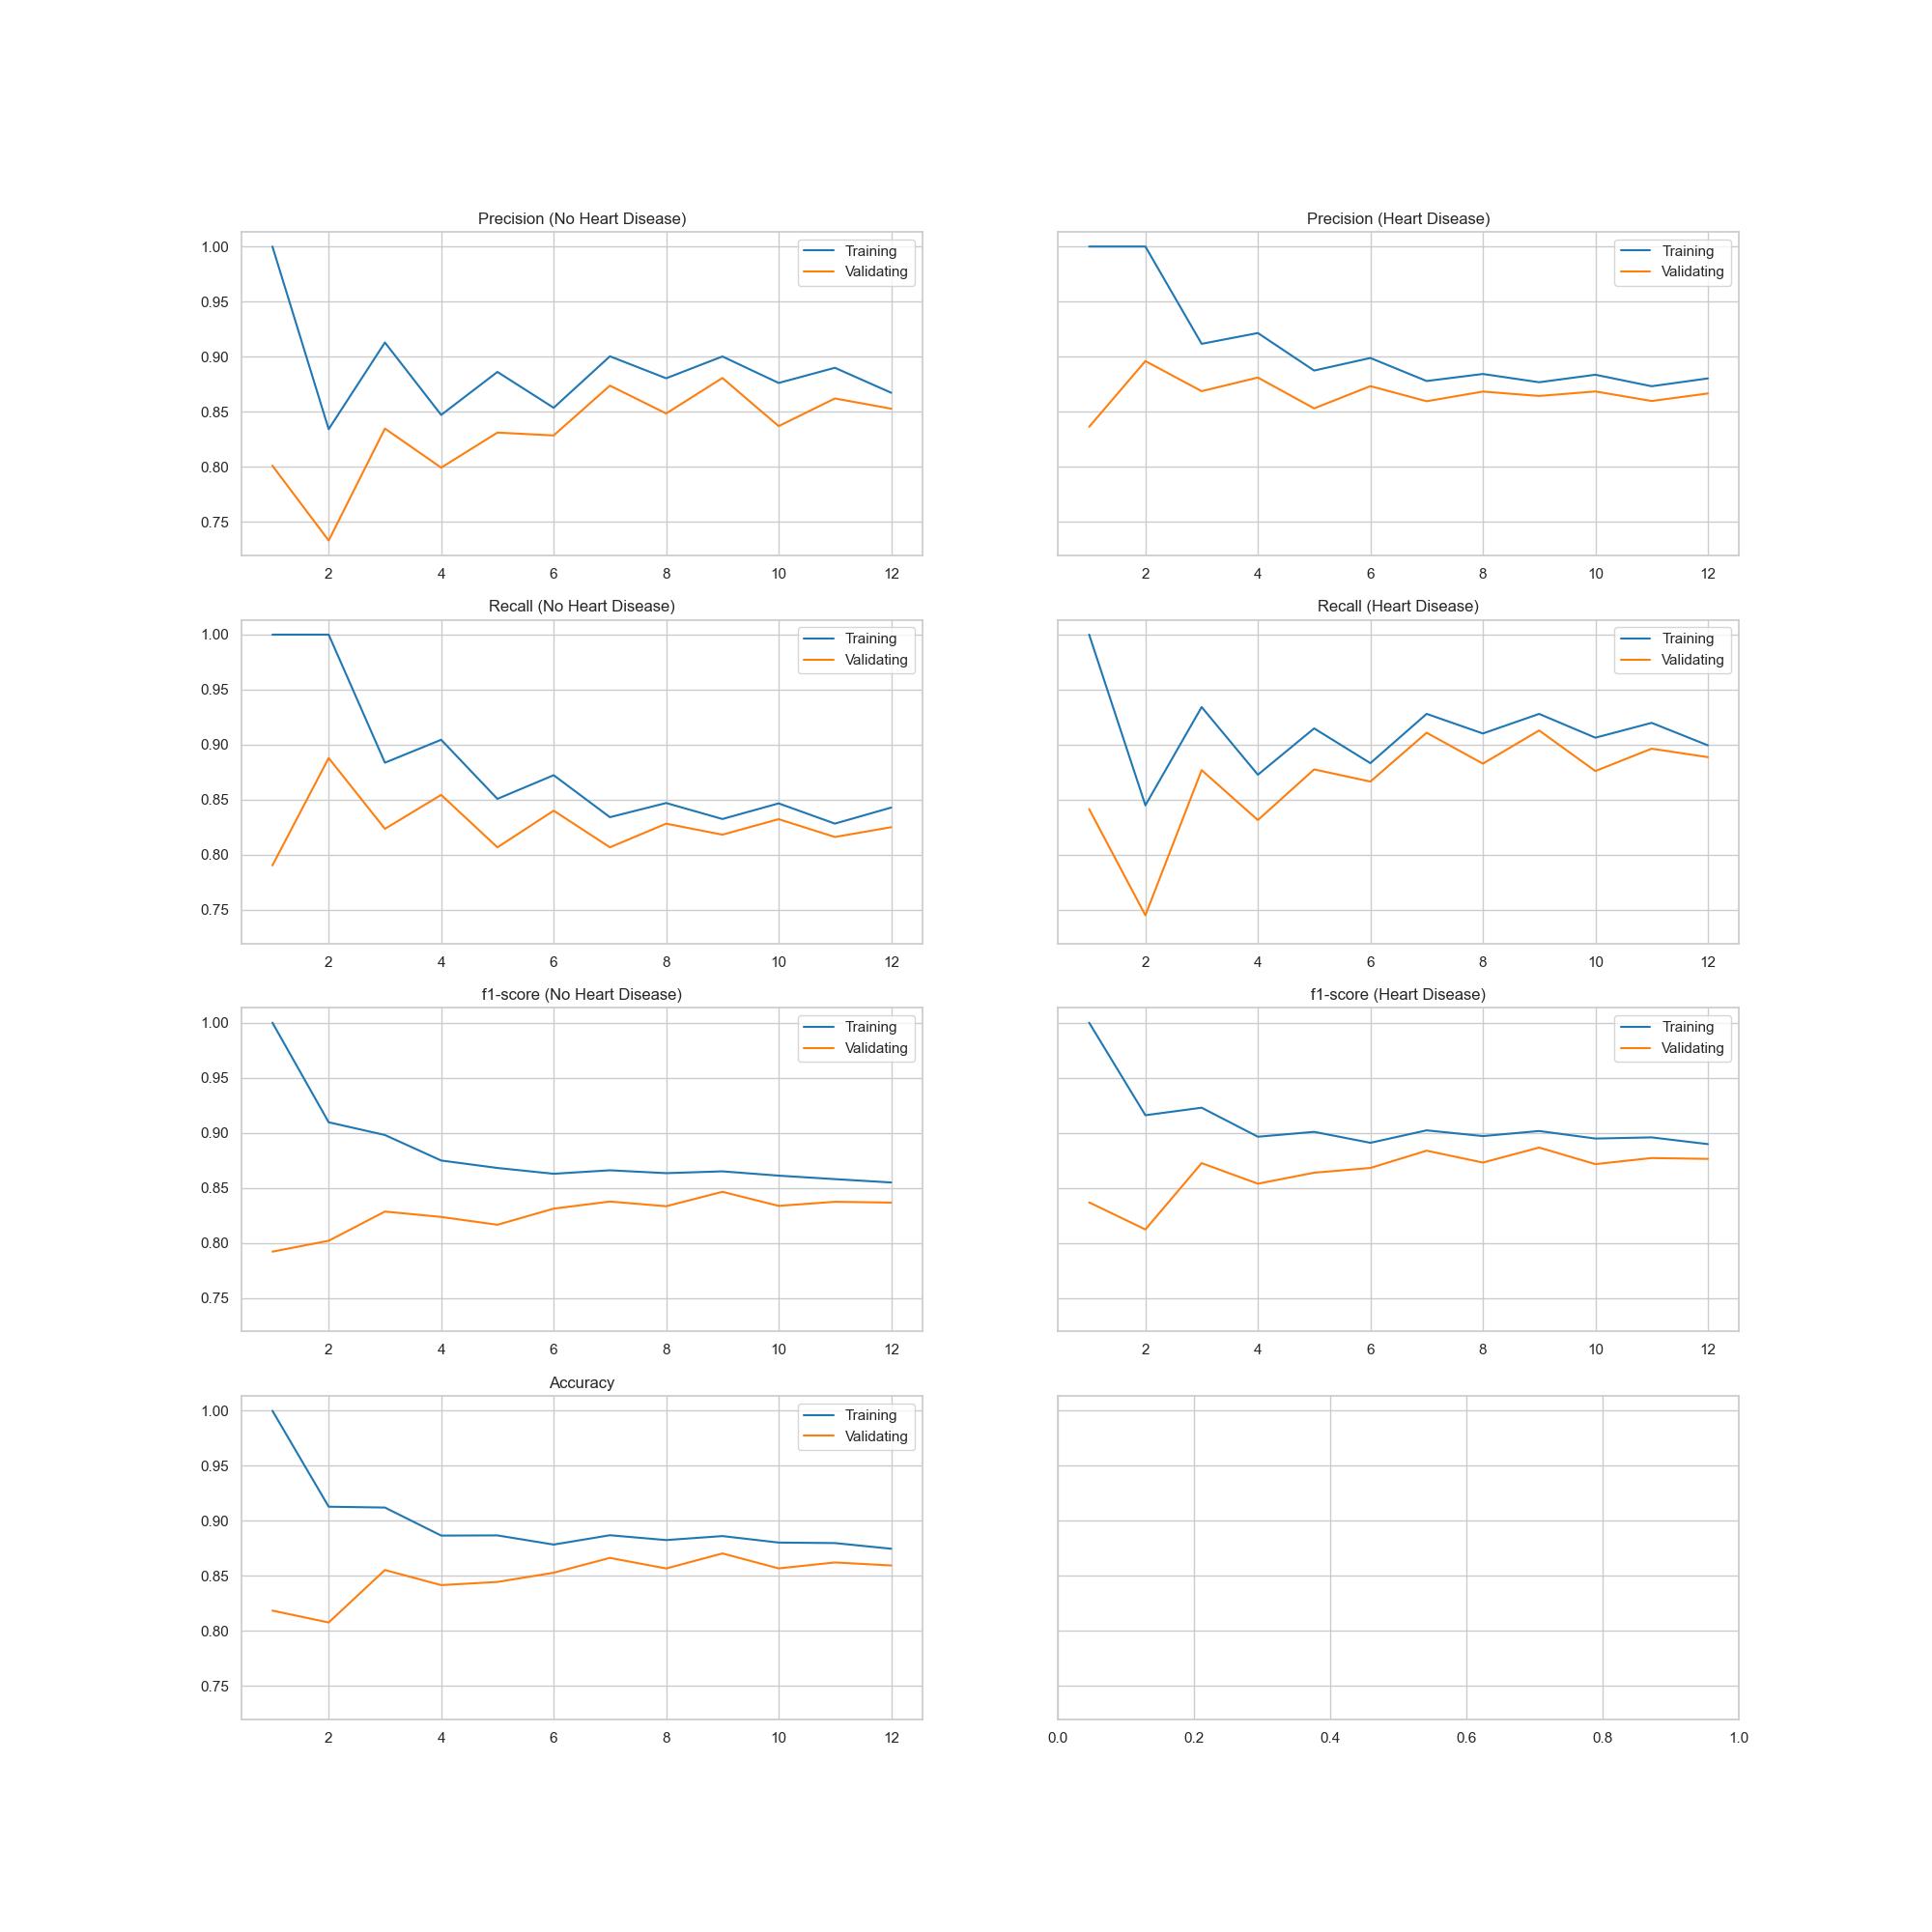 Precision (No Heart Disease)
1.00
0.95
0.90
0.85
0.80
0.75
2 4 6 8 10 12
Training
Validating
Precision (Heart Disease)
2 4 6 8 10 12
Training
Validating
Recall (No Heart Disease)
1.00
0.95
0.90
0.85
0.80
0.75
2 4 6 8 10 12
Training
Validating
Recall (Heart Disease)
2 4 6 8 10 12
Training
Validating
f1-score (No Heart Disease)
1.00
0.95
0.90
0.85
0.80
0.75
2 4 6 8 10 12
Training
Validating
f1-score (Heart Disease)
2 4 6 8 10 12
Training
Validating
Accuracy
1.00
0.95
0.90
0.85
0.80
0.75
2 4 6 8 10 12
Training
Validating
0.0 0.2 0.4 0.6 0.8 1.0